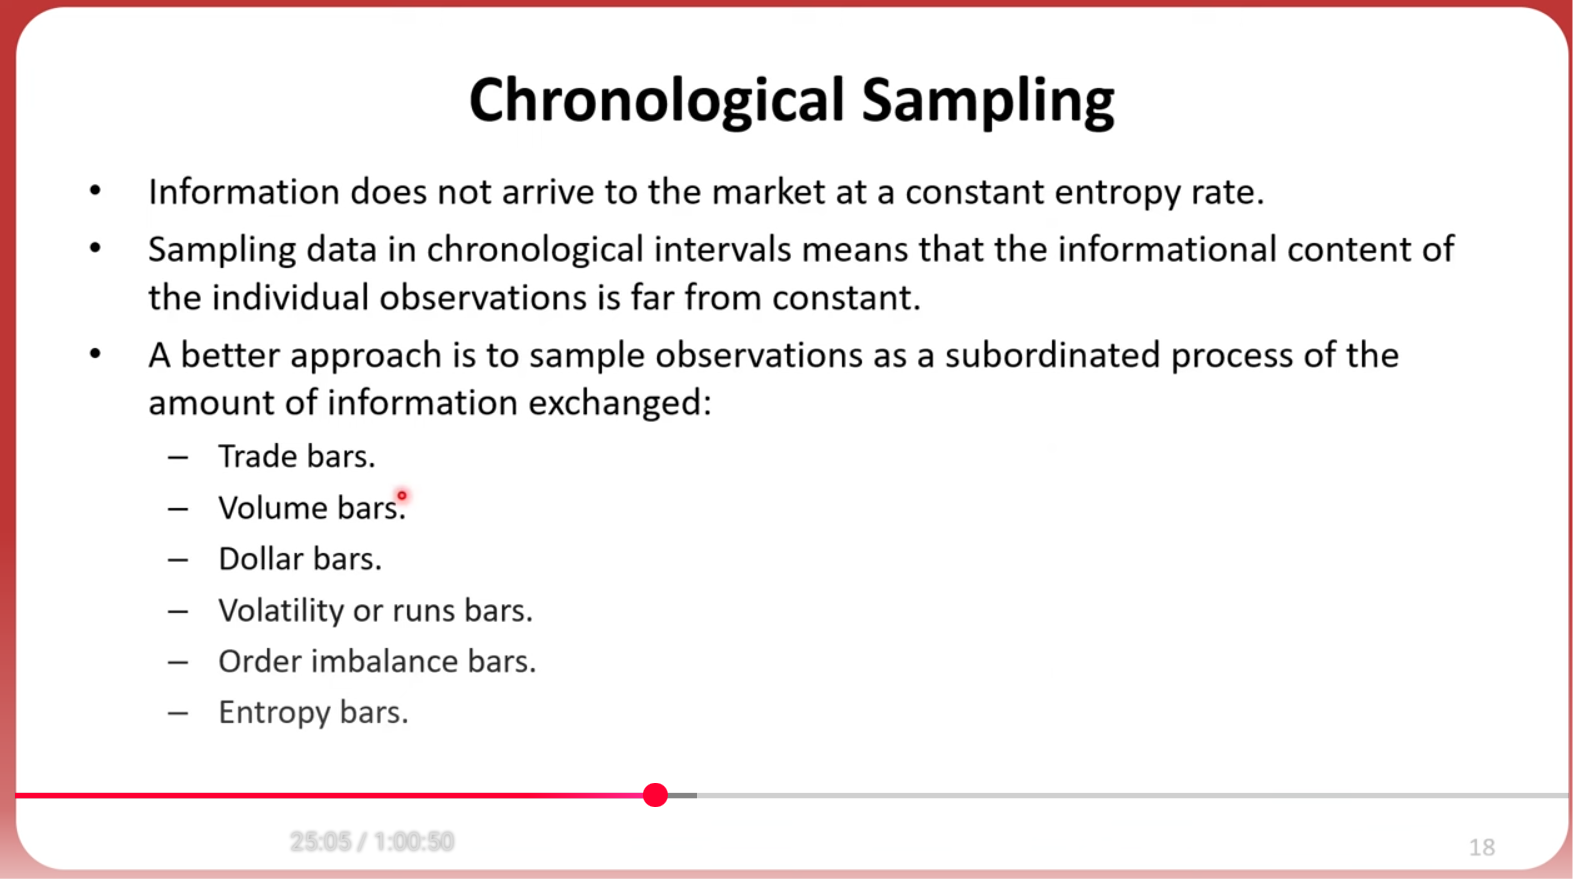 Chronological Sampling
• Information does not arrive to the market at a constant entropy rate.
• Sampling data in chronological intervals means that the informational content of
the individual observations is far from constant.
• A better approach is to sample observations as a subordinated process of the
amount of information exchanged:
– Trade bars.
– Volume bars.
– Dollar bars.
– Volatility or runs bars.
– Order imbalance bars.
– Entropy bars.
25:05 / 1:00:50
18